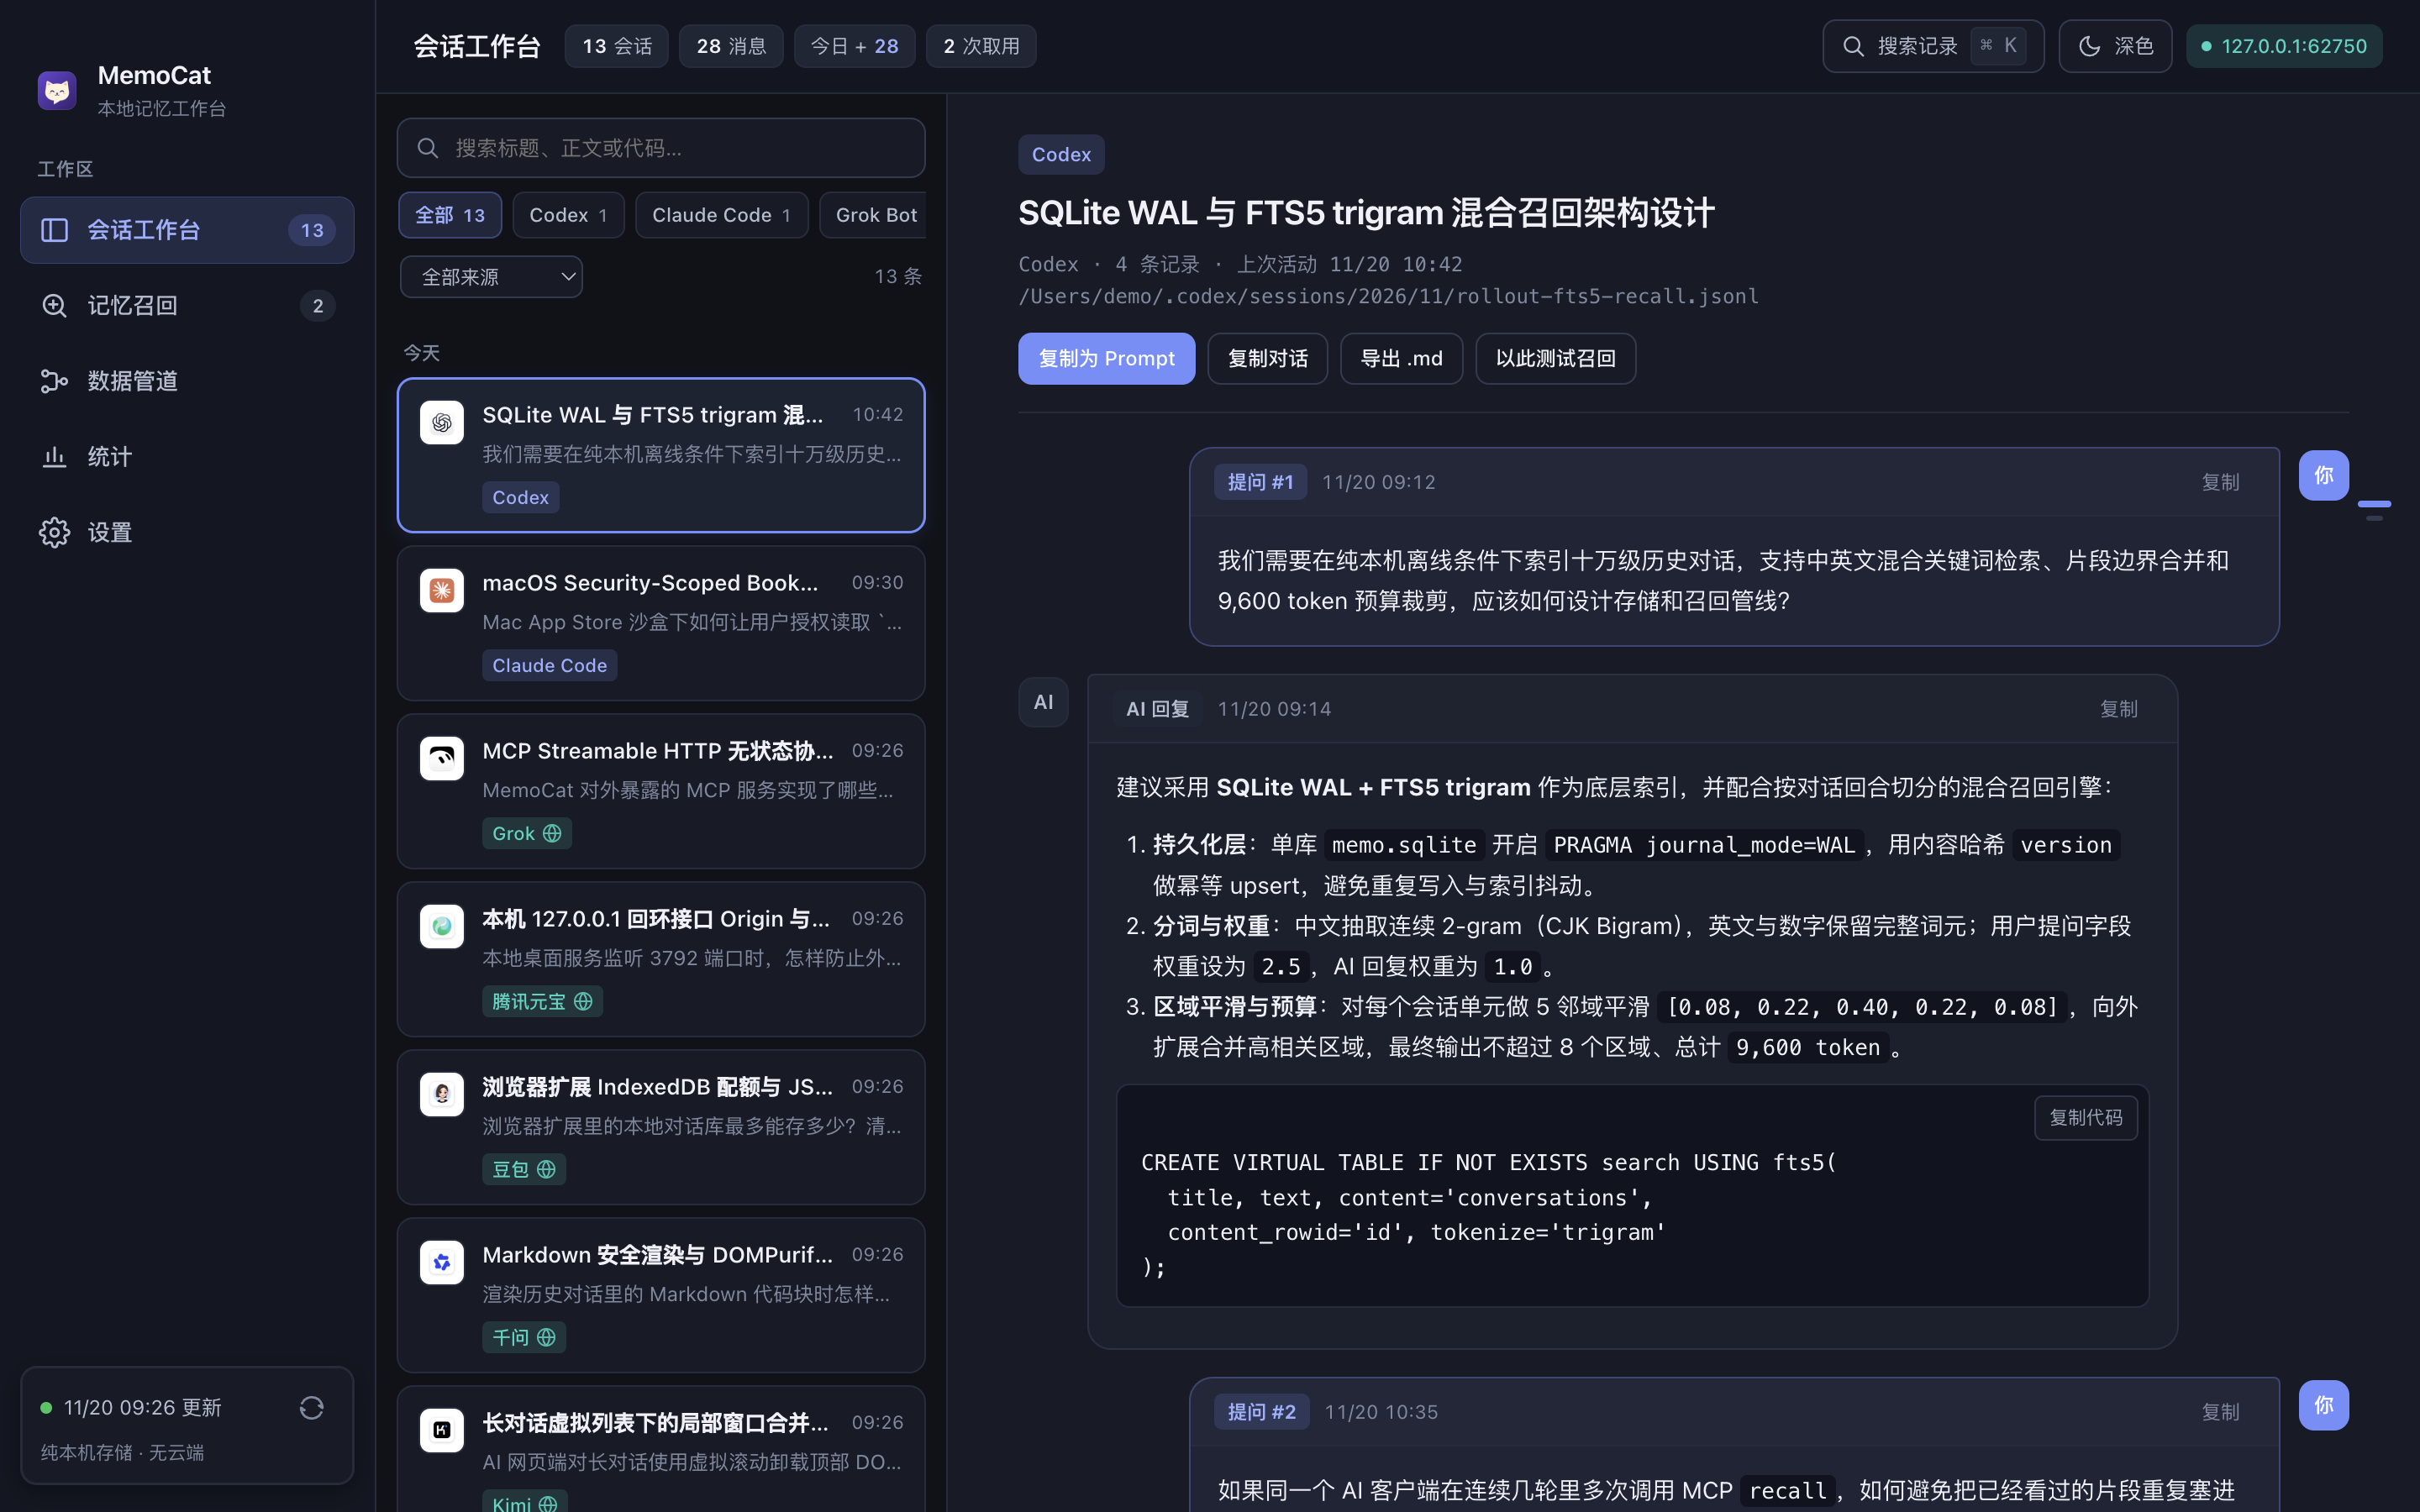 MemoCat
本地记忆工作台
工作区
会话工作台 13
记忆召回 2
数据管道
统计
设置
11/20 09:26 更新
纯本机存储 · 无云端
会话工作台
13 会话
28 消息
今日 + 28
2 次取用
搜索记录 ⌘ K
深色
127.0.0.1:62750
搜索标题、正文或代码...
全部 13
Codex 1
Claude Code 1
Grok Bot
全部来源
13 条
今天
SQLite WAL 与 FTS5 trigram 混... 10:42
我们需要在纯本机离线条件下索引十万级历史...
Codex
macOS Security-Scoped Book... 09:30
Mac App Store 沙盒下如何让用户授权读取 `...
Claude Code
MCP Streamable HTTP 无状态协... 09:26
MemoCat 对外暴露的 MCP 服务实现了哪些...
Grok
本机 127.0.0.1 回环接口 Origin 与... 09:26
本地桌面服务监听 3792 端口时，怎样防止外...
腾讯元宝
浏览器扩展 IndexedDB 配额与 JS... 09:26
浏览器扩展里的本地对话库最多能存多少？清...
豆包
Markdown 安全渲染与 DOMPurif... 09:26
渲染历史对话里的 Markdown 代码块时怎样...
千问
长对话虚拟列表下的局部窗口合并... 09:26
AI 网页端对长对话使用虚拟滚动卸载顶部 DO...
Kimi
Codex
SQLite WAL 与 FTS5 trigram 混合召回架构设计
Codex · 4 条记录 · 上次活动 11/20 10:42
/Users/demo/.codex/sessions/2026/11/rollout-fts5-recall.jsonl
复制为 Prompt
复制对话
导出 .md
以此测试召回
提问 #1 11/20 09:12 复制
你
我们需要在纯本机离线条件下索引十万级历史对话，支持中英文混合关键词检索、片段边界合并和
9,600 token 预算裁剪，应该如何设计存储和召回管线？
AI
AI 回复 11/20 09:14 复制
建议采用 SQLite WAL + FTS5 trigram 作为底层索引，并配合按对话回合切分的混合召回引擎：
1. 持久化层：单库 memo.sqlite 开启 PRAGMA journal_mode=WAL，用内容哈希 version
做幂等 upsert，避免重复写入与索引抖动。
2. 分词与权重：中文抽取连续 2-gram（CJK Bigram），英文与数字保留完整词元；用户提问字段
权重设为 2.5，AI 回复权重为 1.0。
3. 区域平滑与预算：对每个会话单元做 5 邻域平滑 [0.08, 0.22, 0.40, 0.22, 0.08]，向外
扩展合并高相关区域，最终输出不超过 8 个区域、总计 9,600 token。
复制代码
CREATE VIRTUAL TABLE IF NOT EXISTS search USING fts5(
title, text, content='conversations',
content_rowid='id', tokenize='trigram'
);
提问 #2 11/20 10:35 复制
你
如果同一个 AI 客户端在连续几轮里多次调用 MCP recall，如何避免把已经看过的片段重复塞进